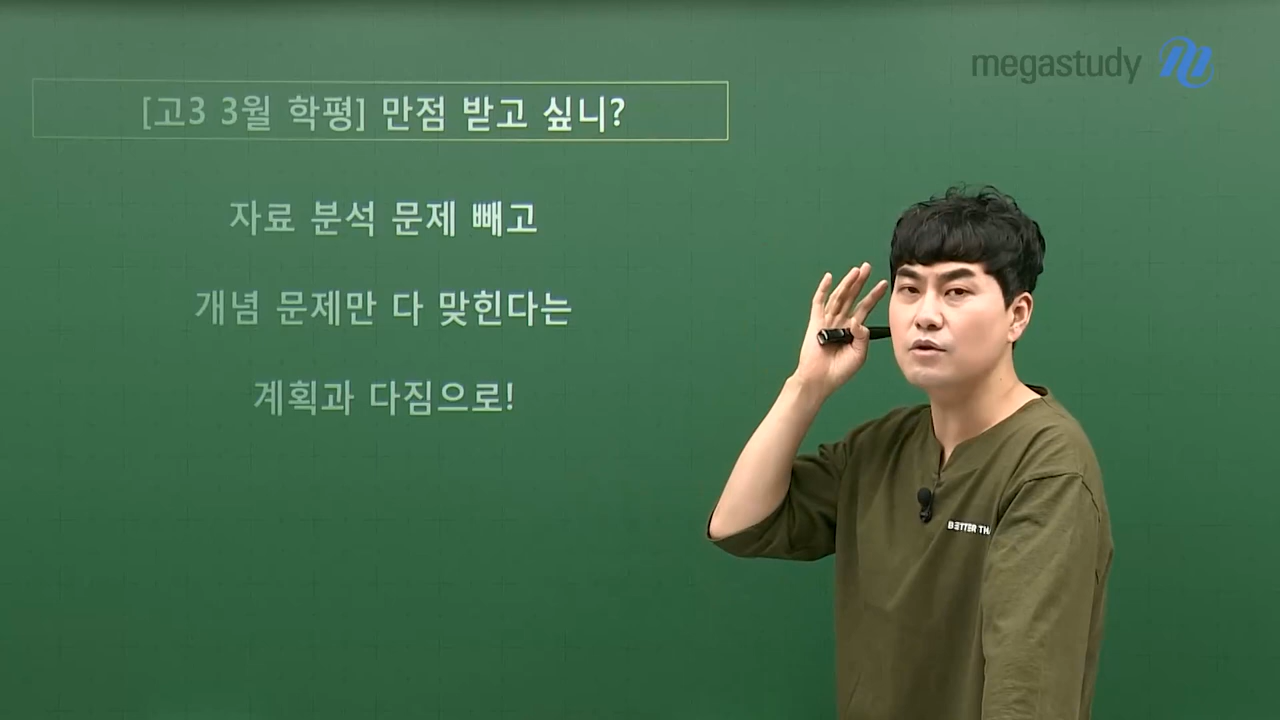 megastudy
[고3 3월 학평] 만점 받고 싶니?
자료 분석 문제 빼고
개념 문제만 다 맞힌다는
계획과 다짐으로!
BETTER THA